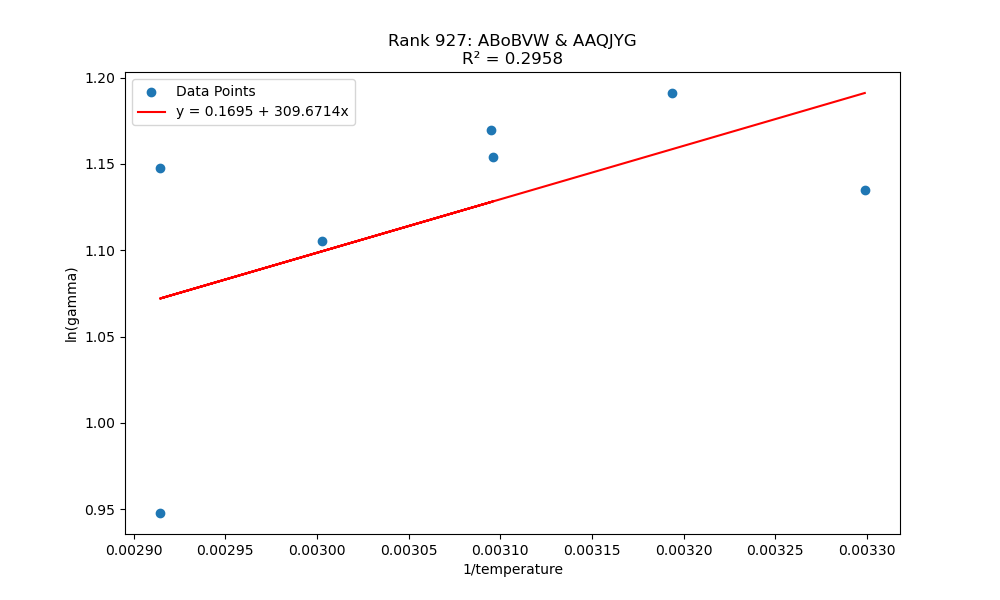 Rank 927: ABoBVW & AAQJYG
R² = 0.2958
Data Points
y = 0.1695 + 309.6714x
1.20
1.15
1.10
1.05
1.00
0.95
ln(gamma)
0.00290 0.00295 0.00300 0.00305 0.00310 0.00315 0.00320 0.00325 0.00330
1/temperature